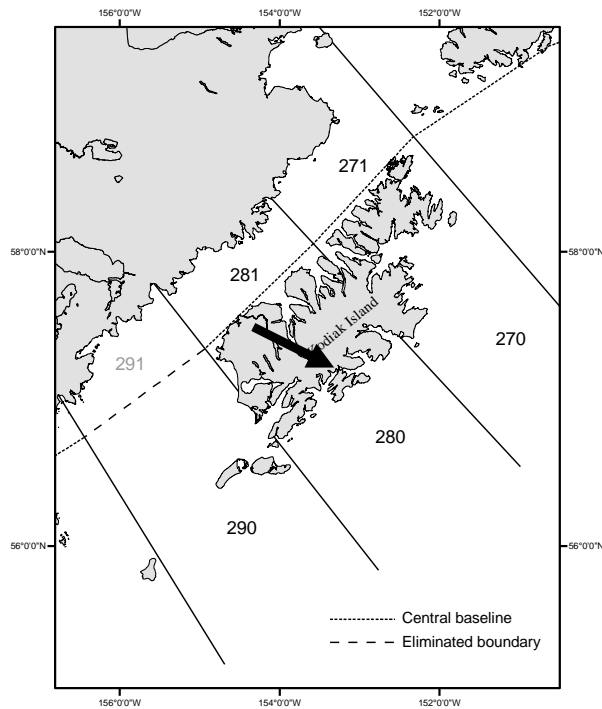 156°0'0"W 154°0'0"W 152°0'0"W
271
58°0'0"N 58°0'0"N
281
Kodiak Island
270
291
280
290
56°0'0"N 56°0'0"N
Central baseline
Eliminated boundary
156°0'0"W 154°0'0"W 152°0'0"W